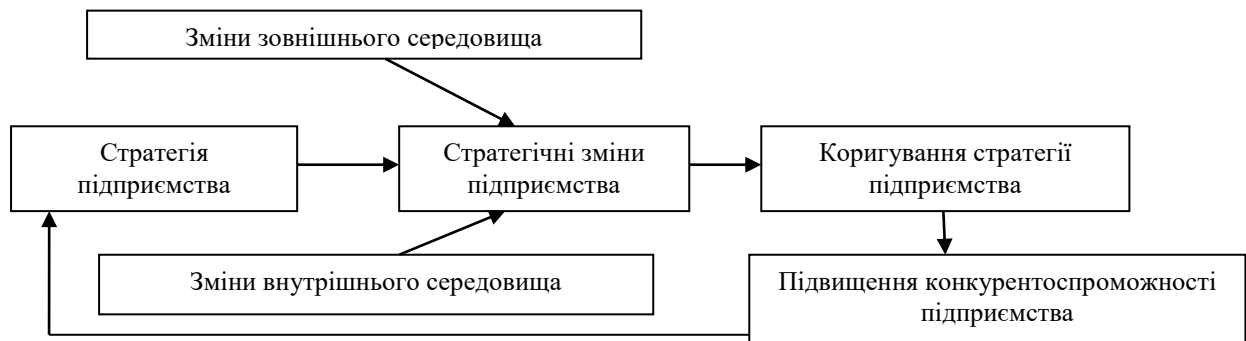 Зміни зовнішнього середовища
Стратегія
підприємства
Стратегічні зміни
підприємства
Коригування стратегії
підприємства
Зміни внутрішнього середовища
Підвищення конкурентоспроможності
підприємства